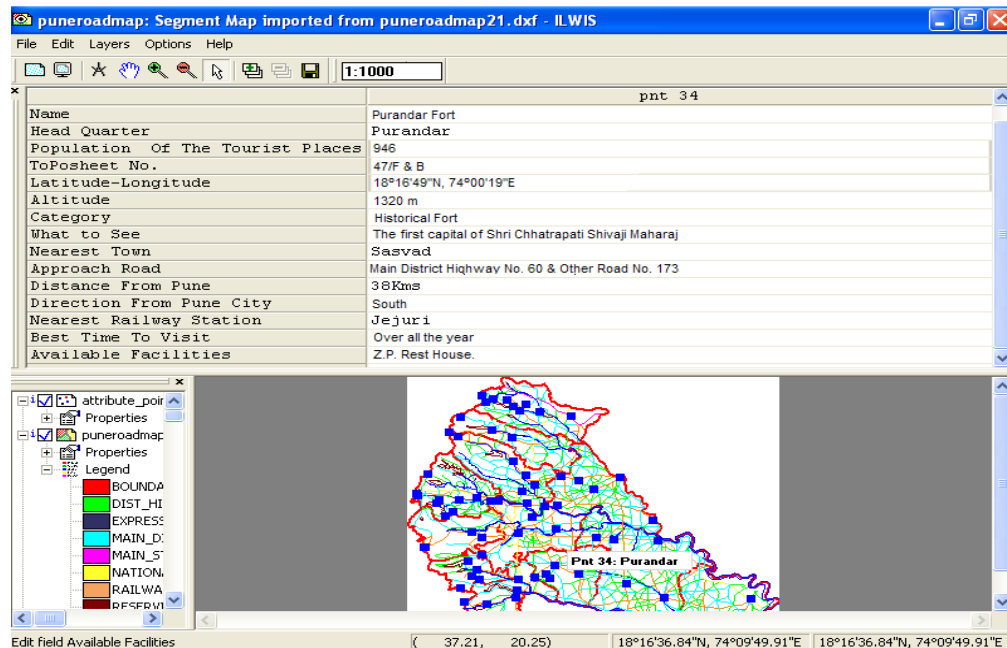 puneroadmap: Segment Map imported from puneroadmap21.dxf - ILWIS
File Edit Layers Options Help
1:1000
pnt 34
Name Purandar Fort
Head Quarter Purandar
Population Of The Tourist Places 946
ToPosheet No. 47/F & B
Latitude-Longitude 18°16'49"N, 74°00'19"E
Altitude 1320 m
Category Historical Fort
What to See The first capital of Shri Chhatrapati Shivaji Maharaj
Nearest Town Sasvad
Approach Road Main District Highway No. 60 & Other Road No. 173
Distance From Pune 38Kms
Direction From Pune City South
Nearest Railway Station Jejuri
Best Time To Visit Over all the year
Available Facilities Z.P. Rest House.
attribute_poir
Properties
puneroadmap
Properties
Legend
BOUNDA
DIST_HI
EXPRESS
MAIN_D
MAIN_ST
NATION
RAILWA
RESERV
Pnt 34: Purandar
Edit field Available Facilities ( 37.21, 20.25) 18°16'36.84"N, 74°09'49.91"E 18°16'36.84"N, 74°09'49.91"E